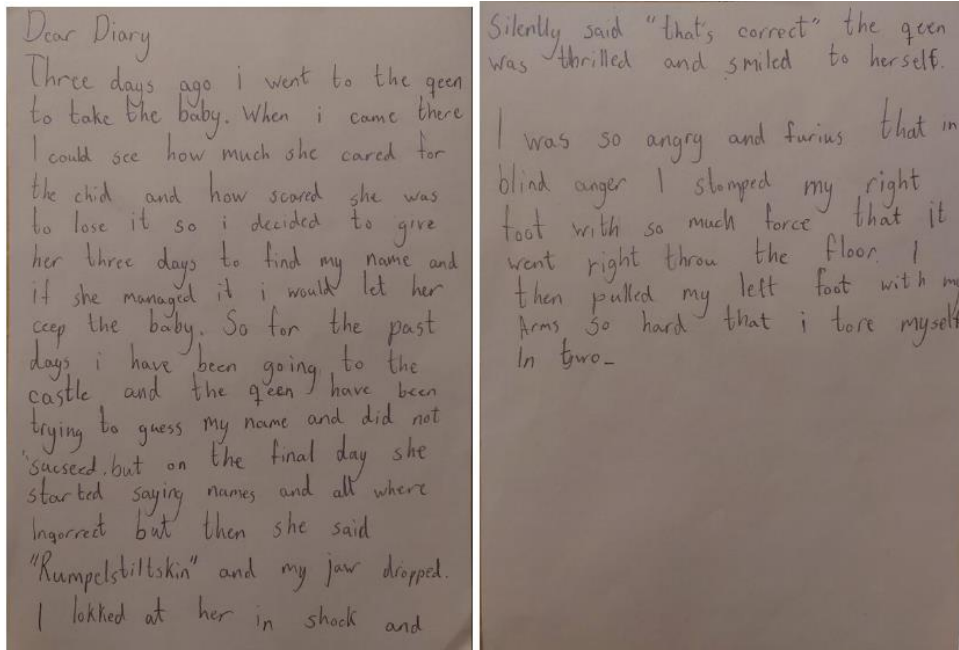 Dear Diary
Three days ago i went to the qeen
to take the baby. When i came there
I could see how much she cared for
the chid and how scared she was
to lose it so i decided to give
her three days to find my name and
if she managed it i would let her
ceep the baby. So for the past
days i have been going to the
castle and the qeen have been
trying to guess my name and did not
sucseed. but on the final day she
started saying names and all where
Ingorrect but then she said
"Rumpelstiltskin" and my jaw dropped.
I lokked at her in shock and
Silently said "that's correct" the qeen
was thrilled and smiled to herself.
I was so angry and furius that in
blind anger I stomped my right
foot with so much force that it
went right throu the floor. I
then pulled my left foot with my
Arms so hard that i tore myself
In two_